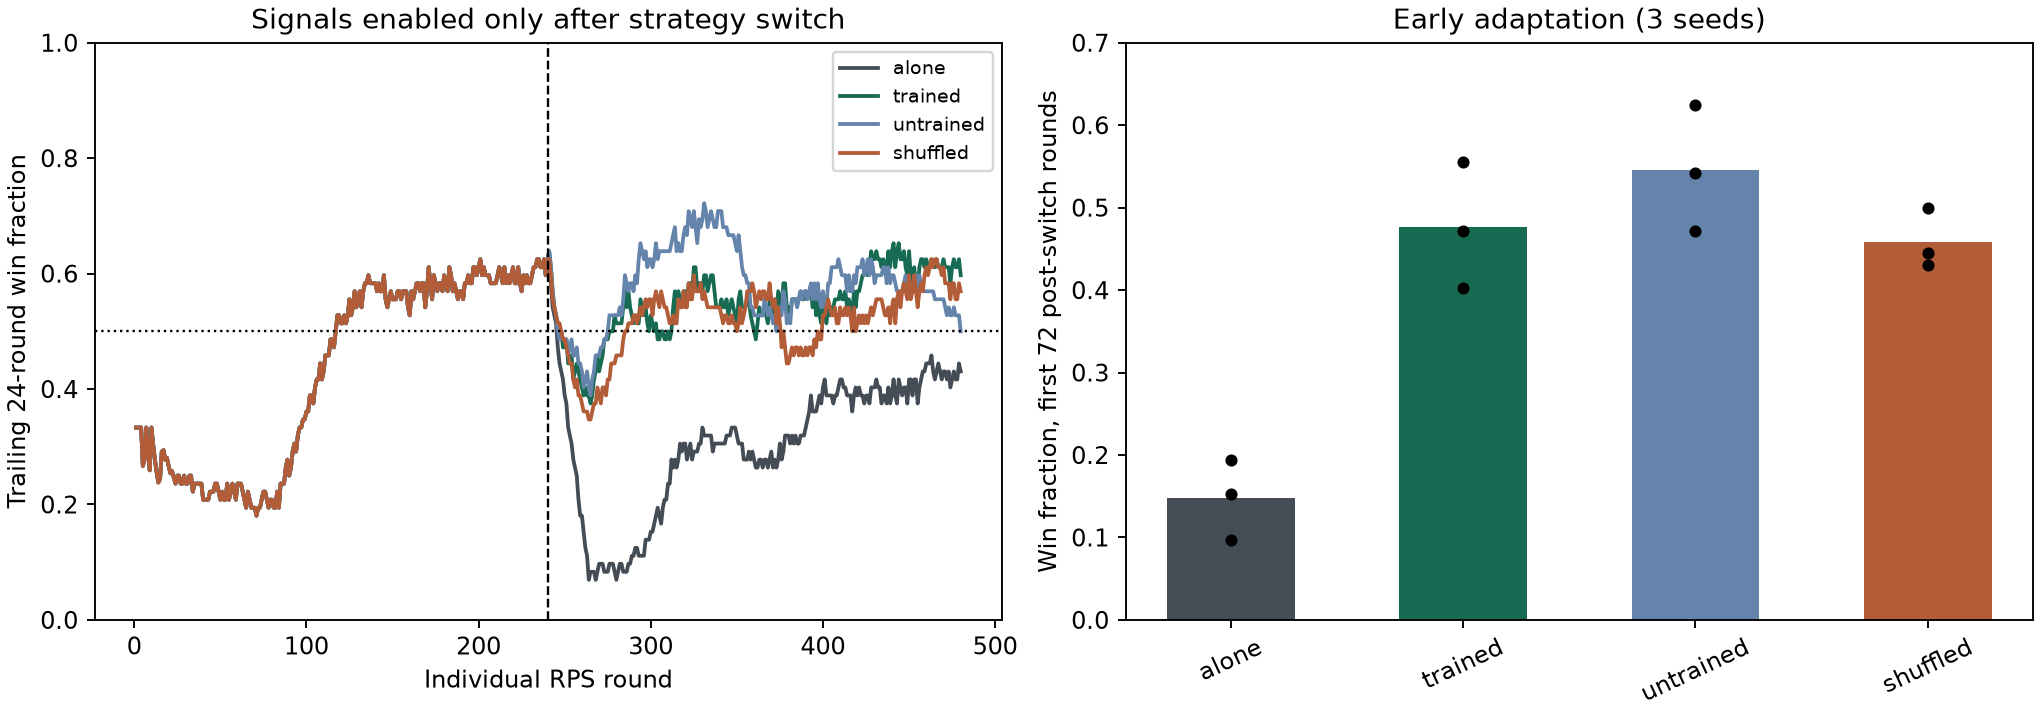 Signals enabled only after strategy switch
Trailing 24-round win fraction
1.0
0.8
0.6
0.4
0.2
0.0
alone
trained
untrained
shuffled
0 100 200 300 400 500
Individual RPS round
Early adaptation (3 seeds)
Win fraction, first 72 post-switch rounds
0.7
0.6
0.5
0.4
0.3
0.2
0.1
0.0
alone trained untrained shuffled